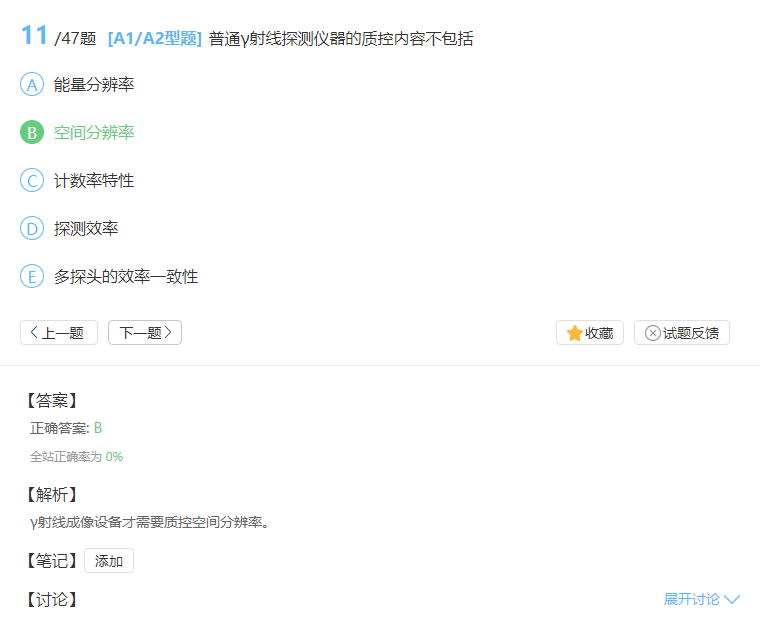 11 /47题 [A1/A2型题] 普通γ射线探测仪器的质控内容不包括
A 能量分辨率
B 空间分辨率
C 计数率特性
D 探测效率
E 多探头的效率一致性
上一题 下一题 收藏 试题反馈
【答案】
正确答案: B
全站正确率为 0%
【解析】
γ射线成像设备才需要质控空间分辨率。
【笔记】 添加
【讨论】 展开讨论